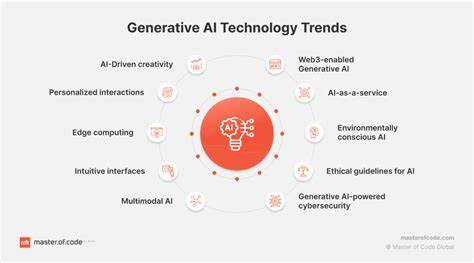 Generative AI Technology Trends
AI-Driven creativity
Personalized interactions
Edge computing
Intuitive interfaces
Multimodal AI
AI
Web3-enabled
Generative AI
AI-as-a-service
Environmentally
conscious AI
Ethical guidelines for AI
Generative AI-powered
cybersecurity
master.of.code
masterofcode.com
© Master of Code Global